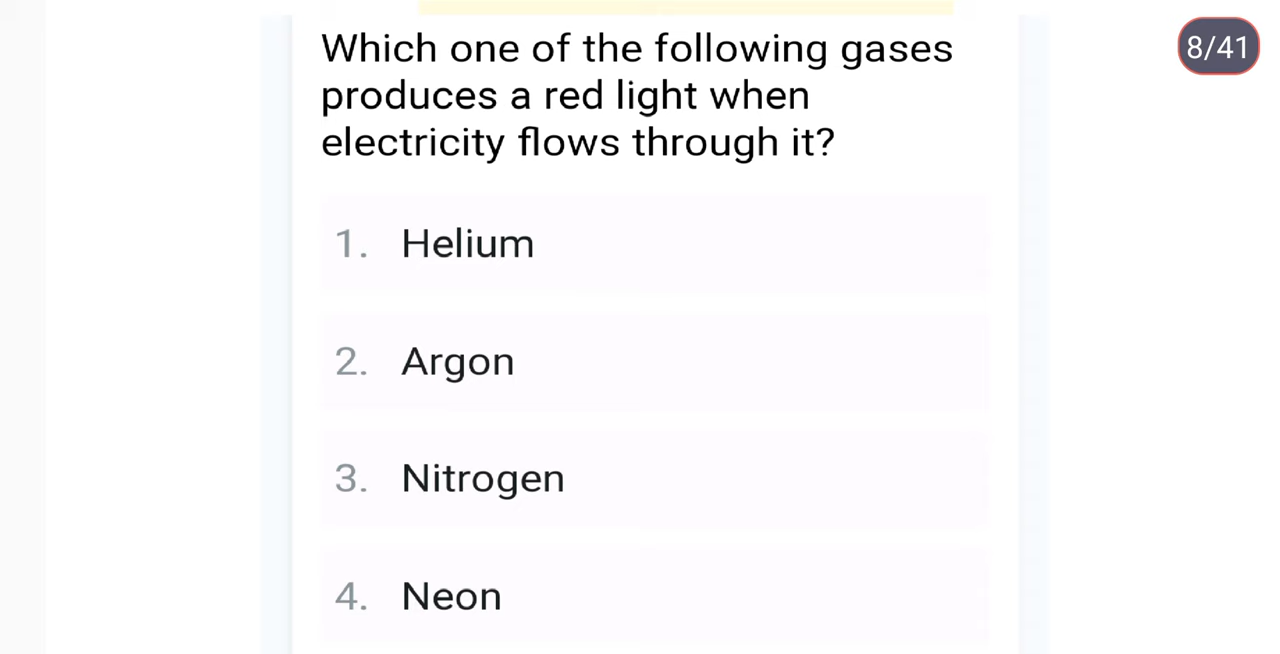 8/41
Which one of the following gases
produces a red light when
electricity flows through it?
1. Helium
2. Argon
3. Nitrogen
4. Neon